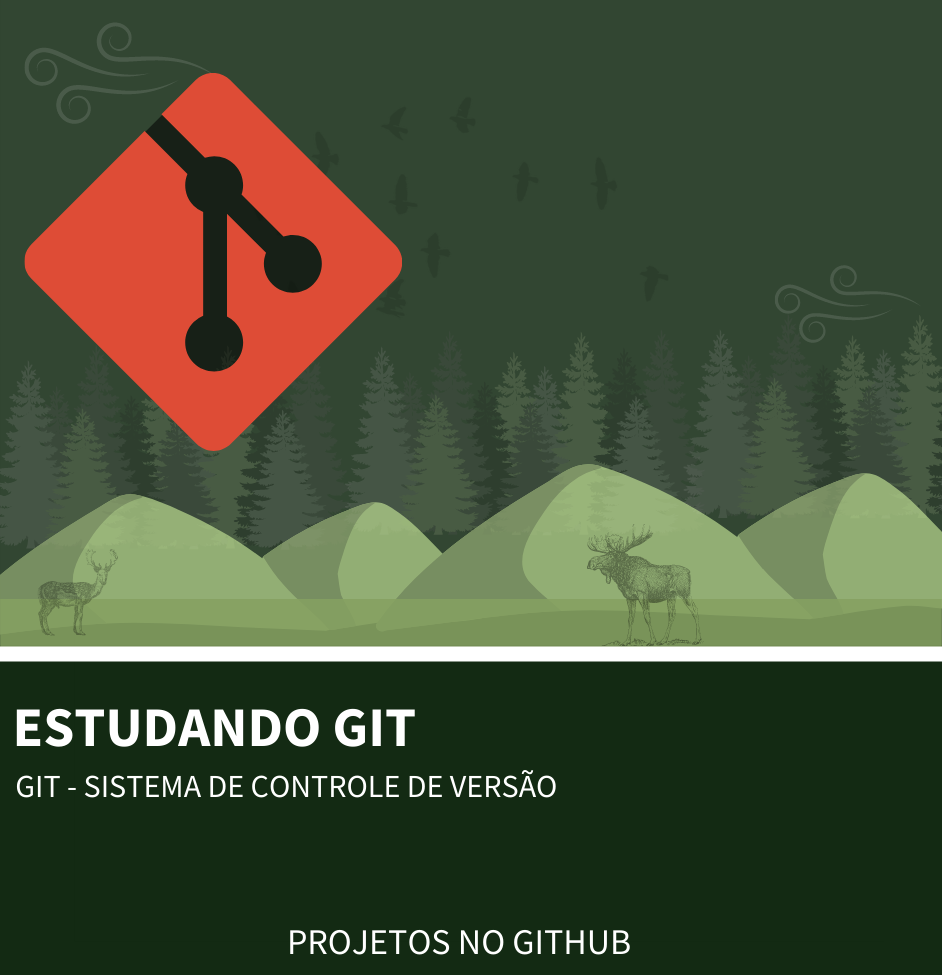 ESTUDANDO GIT
GIT - SISTEMA DE CONTROLE DE VERSÃO
PROJETOS NO GITHUB